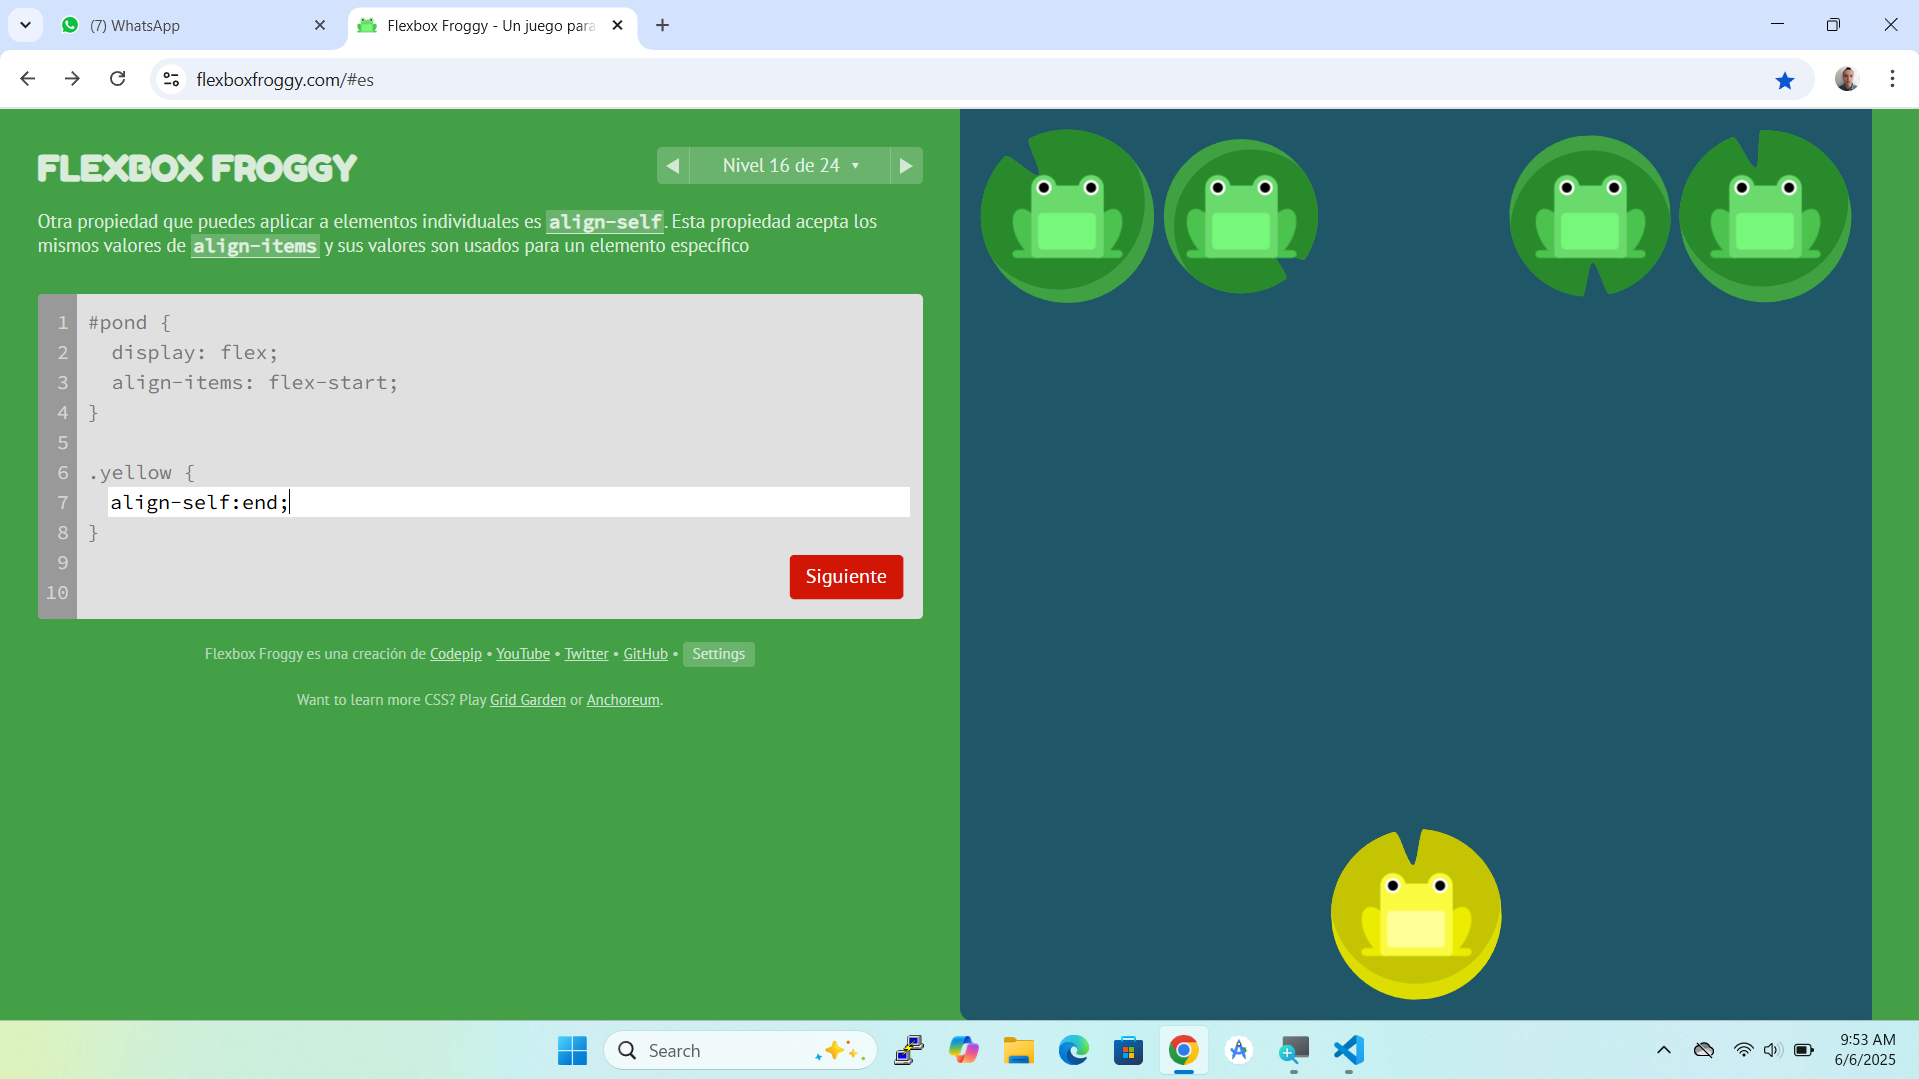 (7) WhatsApp
Flexbox Froggy - Un juego para
flexboxfroggy.com/#es
FLEXBOX FROGGY
Nivel 16 de 24
Otra propiedad que puedes aplicar a elementos individuales es align-self. Esta propiedad acepta los
mismos valores de align-items y sus valores son usados para un elemento específico
1 #pond {
2   display: flex;
3   align-items: flex-start;
4 }
5
6 .yellow {
7   align-self:end;
8 }
9
10
Siguiente
Flexbox Froggy es una creación de Codepip • YouTube • Twitter • GitHub • Settings
Want to learn more CSS? Play Grid Garden or Anchoreum.
Search
9:53 AM
6/6/2025